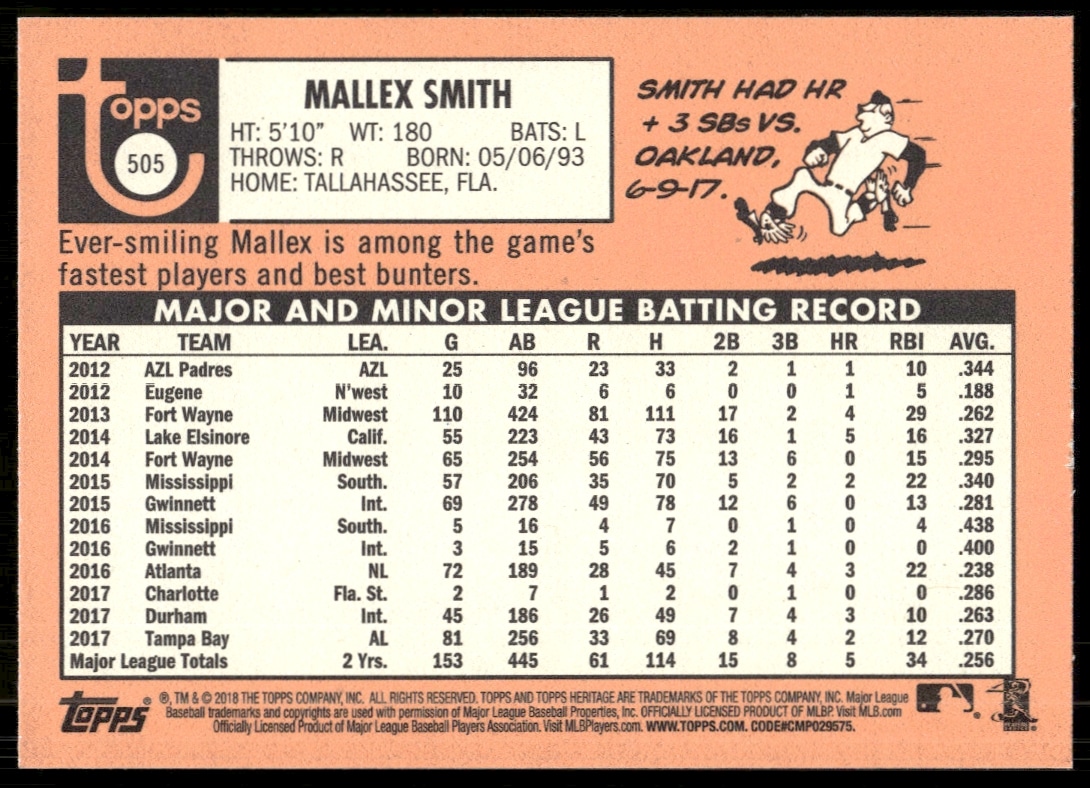 topps
505
MALLEX SMITH
HT: 5'10" WT: 180 BATS: L
THROWS: R BORN: 05/06/93
HOME: TALLAHASSEE, FLA.
SMITH HAD HR
+ 3 SBs VS.
OAKLAND,
6-9-17.
Ever-smiling Mallex is among the game's
fastest players and best bunters.
MAJOR AND MINOR LEAGUE BATTING RECORD
YEAR TEAM LEA. G AB R H 2B 3B HR RBI AVG.
2012 AZL Padres AZL 25 96 23 33 2 1 1 10 .344
2012 Eugene N'west 10 32 6 6 0 0 1 5 .188
2013 Fort Wayne Midwest 110 424 81 111 17 2 4 29 .262
2014 Lake Elsinore Calif. 55 223 43 73 16 1 5 16 .327
2014 Fort Wayne Midwest 65 254 56 75 13 6 0 15 .295
2015 Mississippi South. 57 206 35 70 5 2 2 22 .340
2015 Gwinnett Int. 69 278 49 78 12 6 0 13 .281
2016 Mississippi South. 5 16 4 7 0 1 0 4 .438
2016 Gwinnett Int. 3 15 5 6 2 1 0 0 .400
2016 Atlanta NL 72 189 28 45 7 4 3 22 .238
2017 Charlotte Fla. St. 2 7 1 2 0 1 0 0 .286
2017 Durham Int. 45 186 26 49 7 4 3 10 .263
2017 Tampa Bay AL 81 256 33 69 8 4 2 12 .270
Major League Totals 2 Yrs. 153 445 61 114 15 8 5 34 .256
TOPPS
®, TM & © 2018 THE TOPPS COMPANY, INC. ALL RIGHTS RESERVED. TOPPS AND TOPPS HERITAGE ARE TRADEMARKS OF THE TOPPS COMPANY, INC. Major League
Baseball trademarks and copyrights are used with permission of Major League Baseball Properties, Inc. OFFICIALLY LICENSED PRODUCT OF MLBP. Visit MLB.com
Officially Licensed Product of Major League Baseball Players Association. Visit MLBPlayers.com. WWW.TOPPS.COM. CODE#CMP029575.